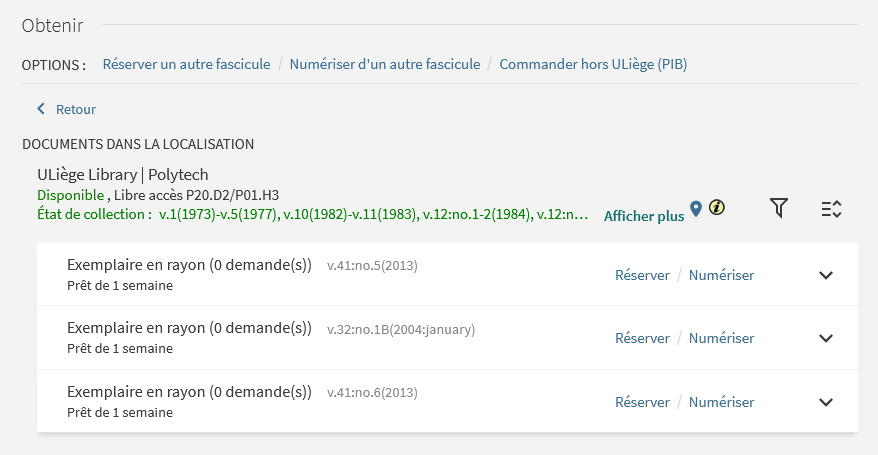 Obtenir
OPTIONS : Réserver un autre fascicule / Numériser d'un autre fascicule / Commander hors ULiège (PIB)
Retour
DOCUMENTS DANS LA LOCALISATION
ULiège Library | Polytech
Disponible , Libre accès P20.D2/P01.H3
État de collection : v.1(1973)-v.5(1977), v.10(1982)-v.11(1983), v.12:no.1-2(1984), v.12:n… Afficher plus i
Exemplaire en rayon (0 demande(s)) v.41:no.5(2013) Réserver / Numériser
Prêt de 1 semaine
Exemplaire en rayon (0 demande(s)) v.32:no.1B(2004:january) Réserver / Numériser
Prêt de 1 semaine
Exemplaire en rayon (0 demande(s)) v.41:no.6(2013) Réserver / Numériser
Prêt de 1 semaine